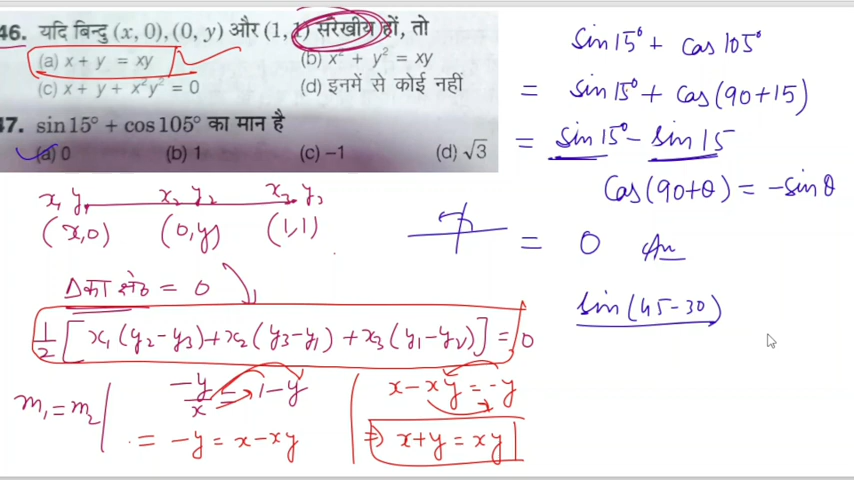 46. यदि बिन्दु (x, 0), (0, y) और (1, 1) सरेखीय हों, तो
(a) x + y = xy
(b) x² + y² = xy
(c) x + y + x²y² = 0
(d) इनमें से कोई नहीं
47. sin 15° + cos 105° का मान है
(a) 0
(b) 1
(c) −1
(d) √3
x₁ y₁ x₂ y₂ x₃ y₃
(x,0) (0,y) (1,1)
Δ का क्षे० = 0
1/2 [x₁(y₂−y₃)+x₂(y₃−y₁)+x₃(y₁−y₂)] = 0
m₁ = m₂
−y/x = 1−y
= −y = x−xy
x − xy = −y
⇒ x+y = xy
sin 15° + cos 105°
= sin 15° + cos(90+15)
= sin 15° − sin 15
cos(90+θ) = −sin θ
= 0 Ans
sin(45−30)